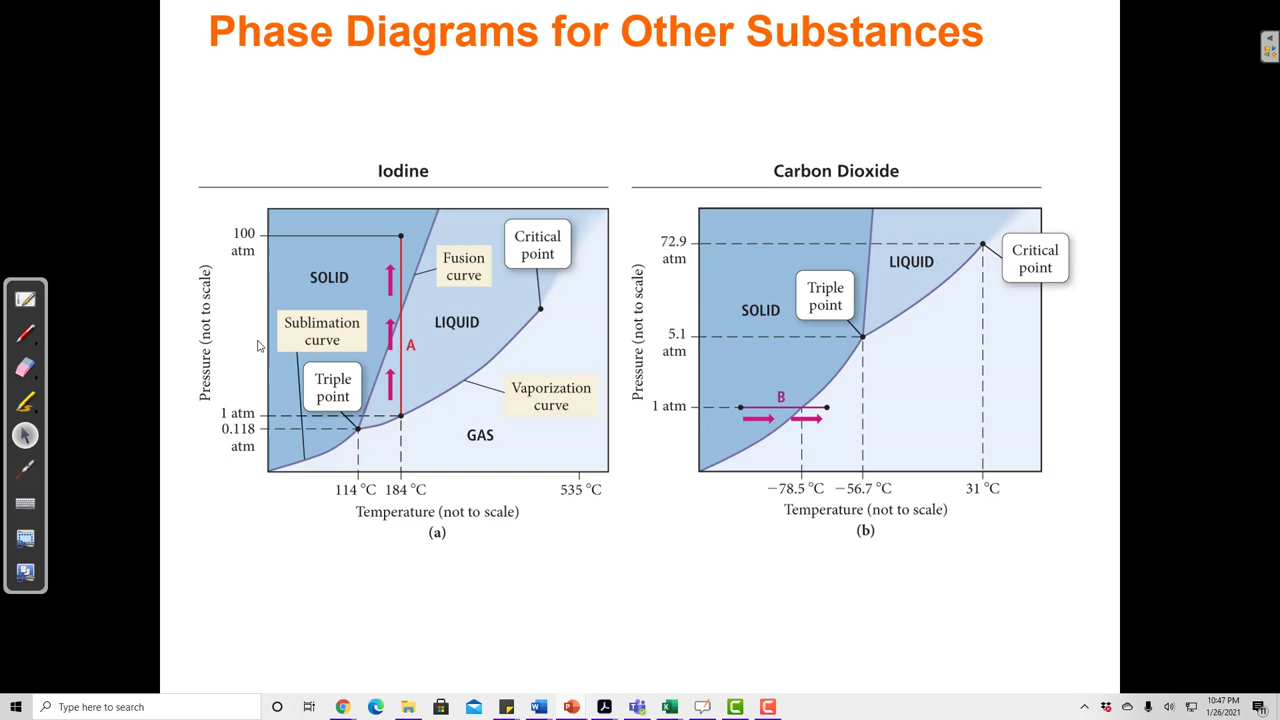 Phase Diagrams for Other Substances
Iodine
100
atm
SOLID
Fusion
curve
Critical
point
Sublimation
curve
LIQUID
A
Triple
point
Vaporization
curve
1 atm
0.118
atm
GAS
Pressure (not to scale)
114 °C
184 °C
535 °C
Temperature (not to scale)
(a)
Carbon Dioxide
72.9
atm
LIQUID
Critical
point
Triple
point
SOLID
5.1
atm
B
1 atm
Pressure (not to scale)
−78.5 °C
−56.7 °C
31 °C
Temperature (not to scale)
(b)
Type here to search
10:47 PM
1/26/2021